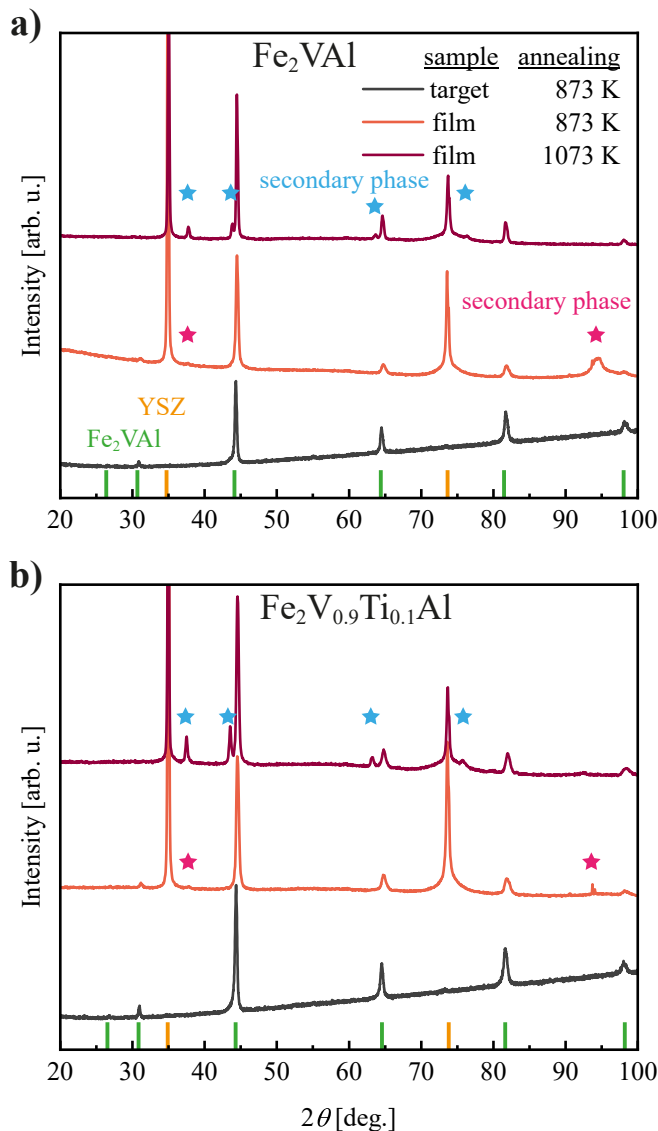 a)
Fe₂VAl
sample annealing
target 873 K
film 873 K
film 1073 K
secondary phase
secondary phase
YSZ
Fe₂VAl
Intensity [arb. u.]
20 30 40 50 60 70 80 90 100
b)
Fe₂V₀.₉Ti₀.₁Al
Intensity [arb. u.]
20 30 40 50 60 70 80 90 100
2θ [deg.]